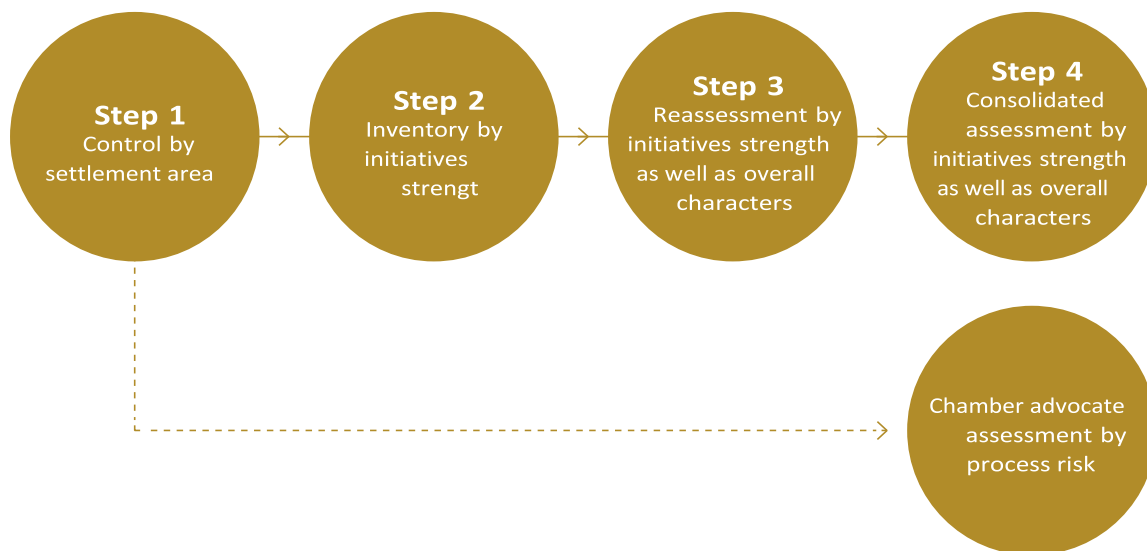 Step 1
Control by
settlement area
Step 2
Inventory by
initiatives
strengt
Step 3
Reassessment by
initiatives strength
as well as overall
characters
Step 4
Consolidated
assessment by
initiatives strength
as well as overall
characters
Chamber advocate
assessment by
process risk